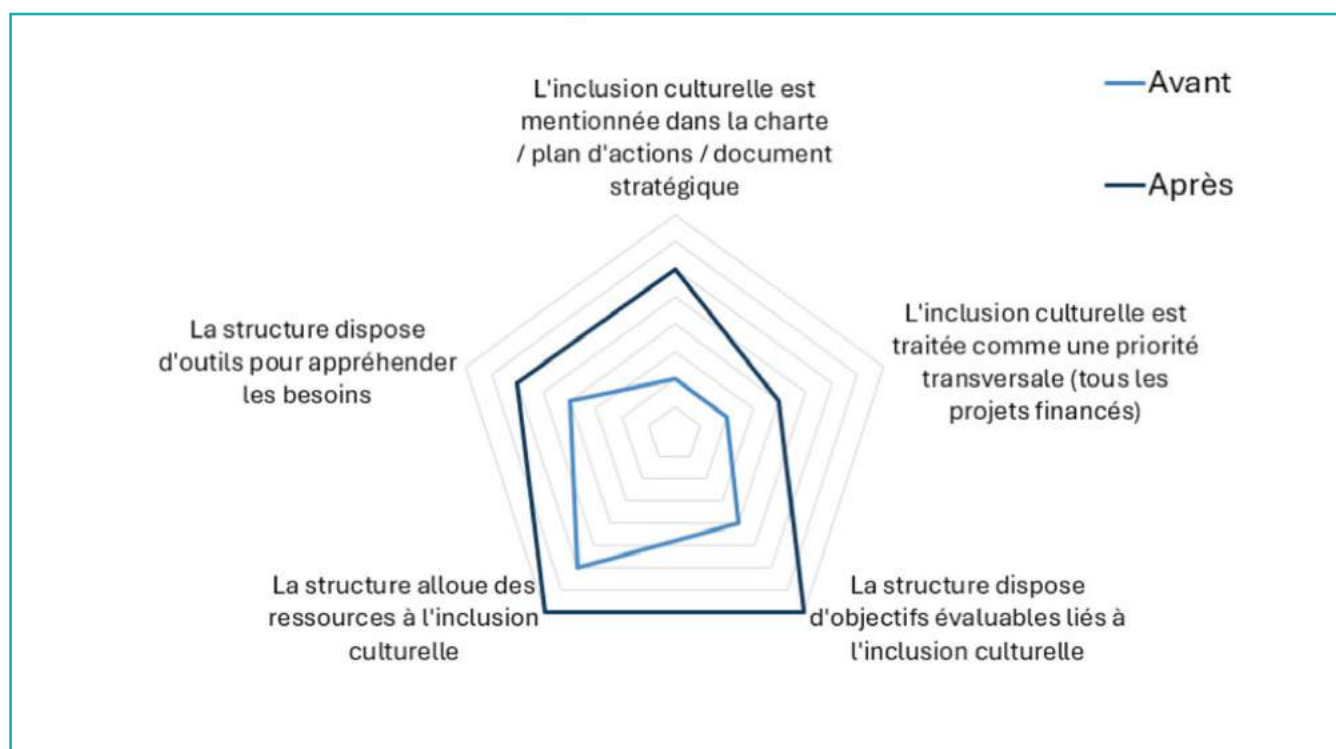 L'inclusion culturelle est
mentionnée dans la charte
/ plan d'actions / document
stratégique
Avant
Après
L'inclusion culturelle est
traitée comme une priorité
transversale (tous les
projets financés)
La structure dispose
d'outils pour appréhender
les besoins
La structure alloue des
ressources à l'inclusion
culturelle
La structure dispose
d'objectifs évaluables liés à
l'inclusion culturelle